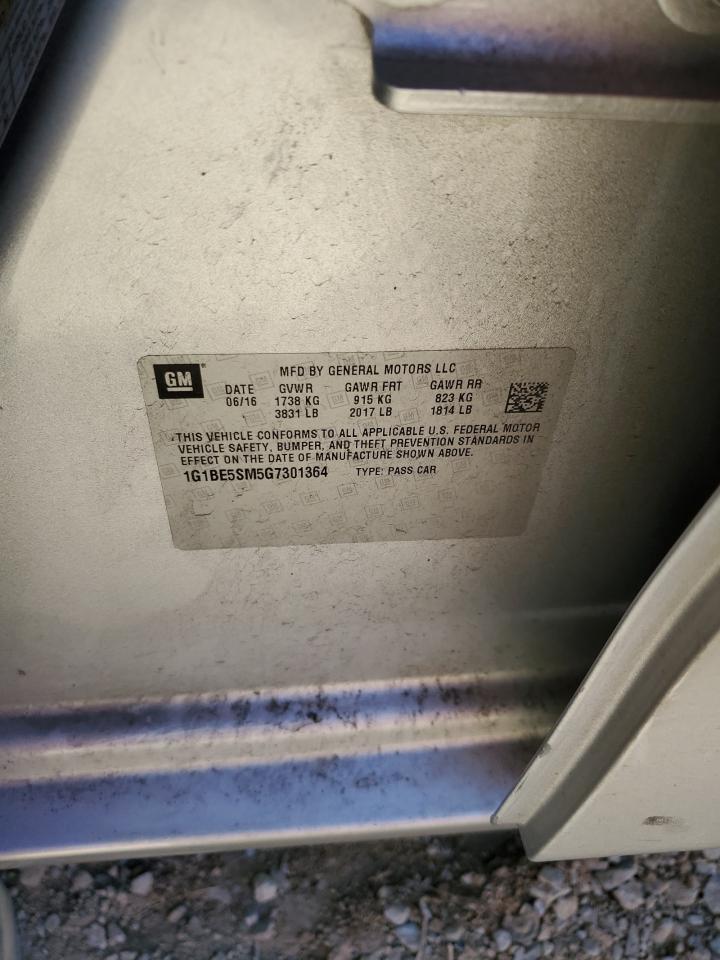 GM
MFD BY GENERAL MOTORS LLC
DATE GVWR GAWR FRT GAWR RR
06/16 1738 KG 915 KG 823 KG
3831 LB 2017 LB 1814 LB
THIS VEHICLE CONFORMS TO ALL APPLICABLE U.S. FEDERAL MOTOR
VEHICLE SAFETY, BUMPER, AND THEFT PREVENTION STANDARDS IN
EFFECT ON THE DATE OF MANUFACTURE SHOWN ABOVE.
1G1BE5SM5G7301364 TYPE: PASS CAR